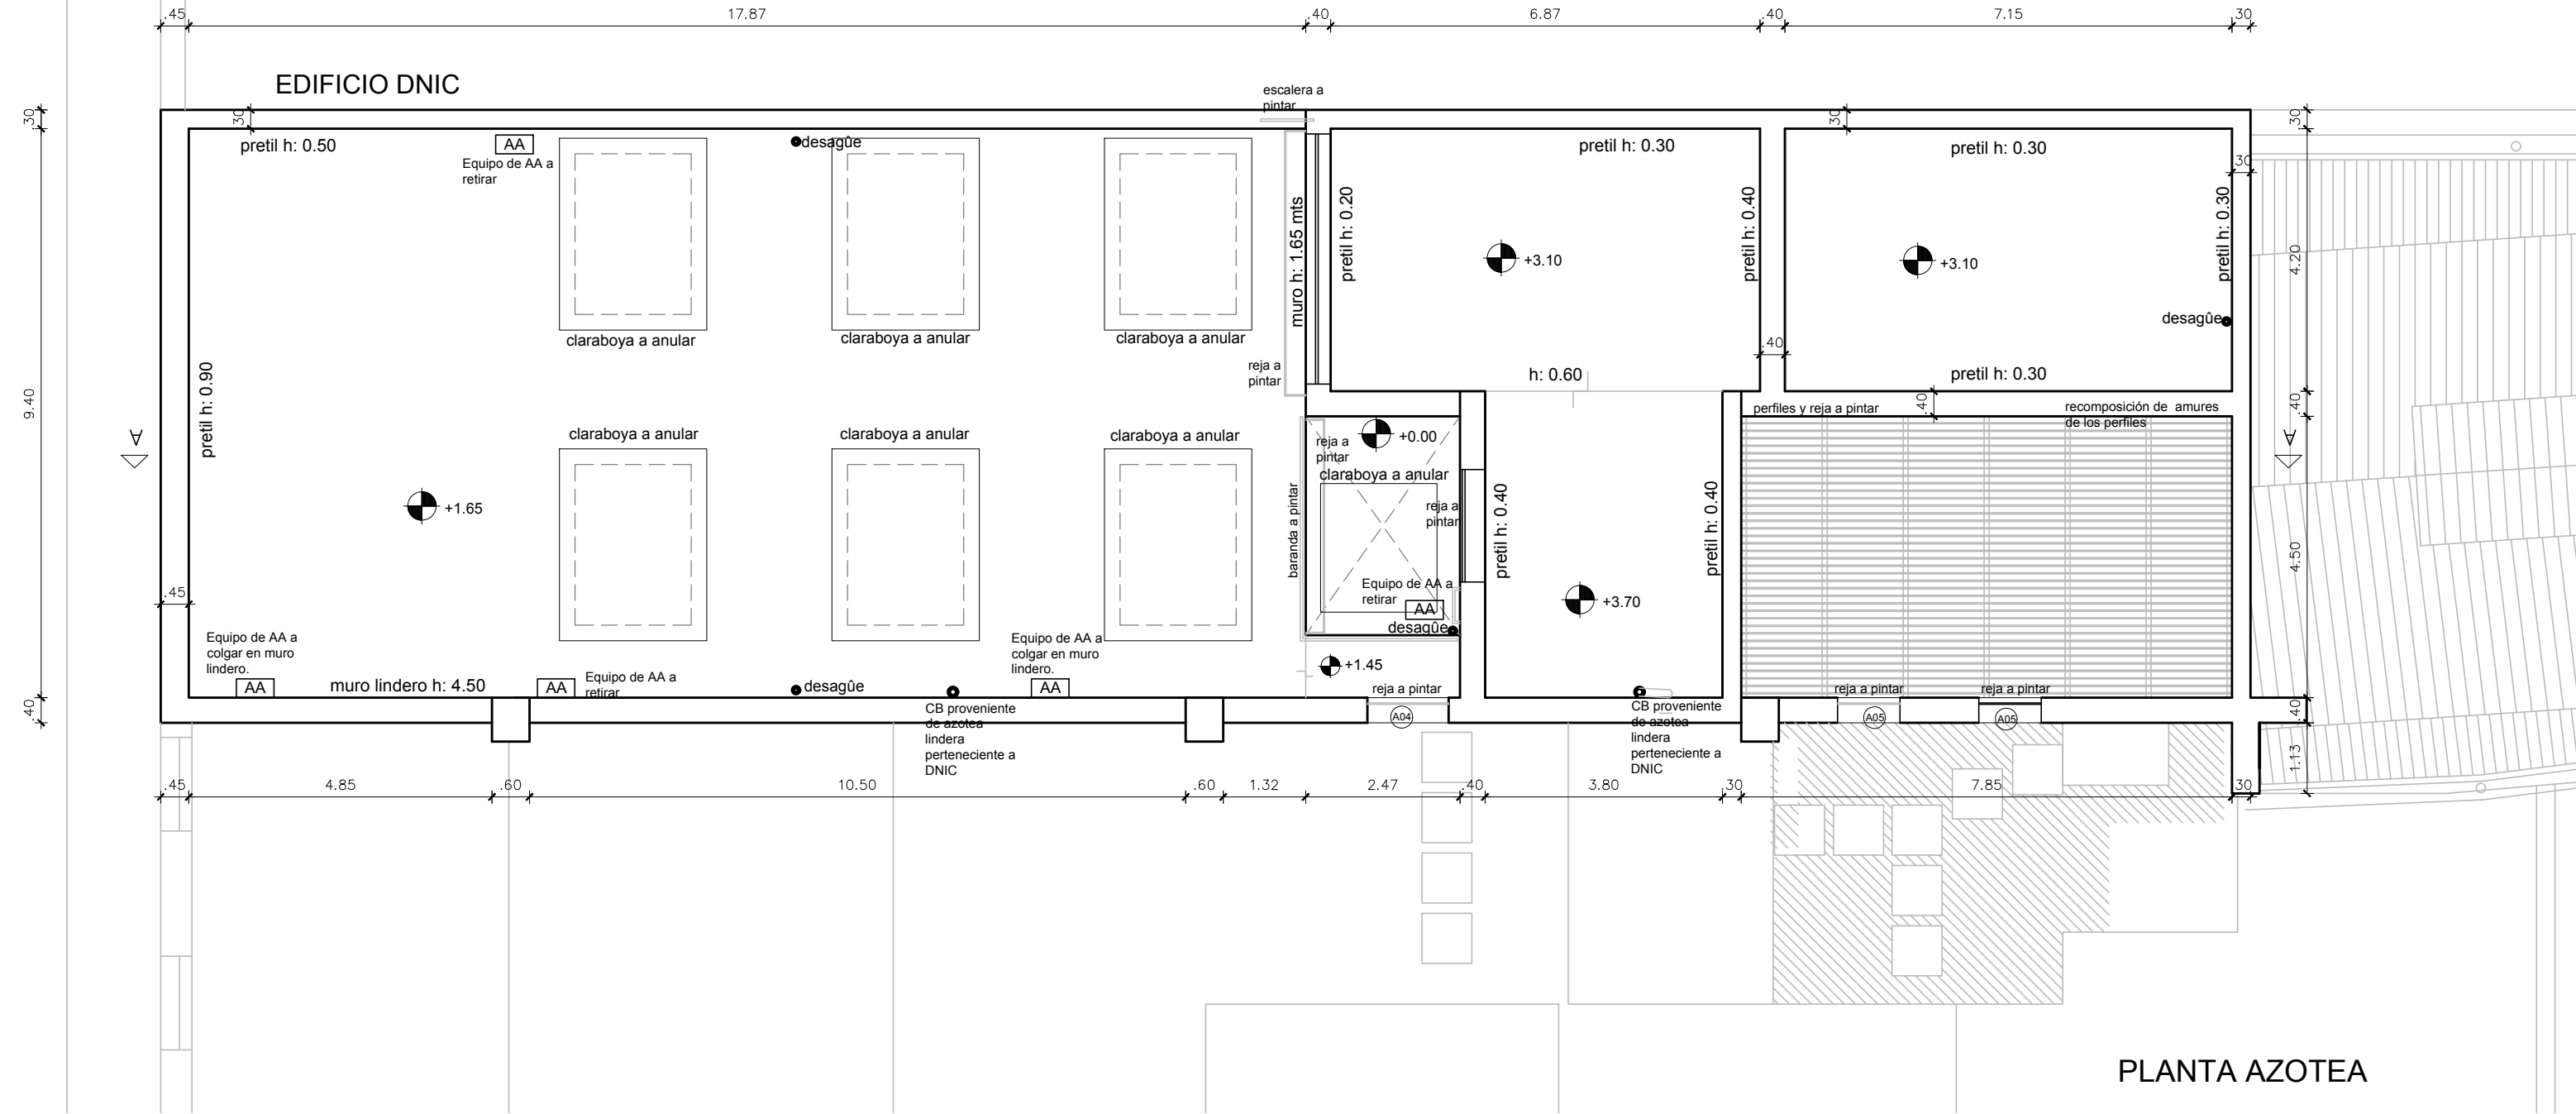 .45
17.87
.40
6.87
.40
7.15
.30
EDIFICIO DNIC
escalera a
pintar
.30
.30
.30
.30
pretil h: 0.50
AA
Equipo de AA a
retirar
desagûe
pretil h: 0.30
pretil h: 0.30
.30
muro h: 1.65 mts
pretil h: 0.20
pretil h: 0.40
pretil h: 0.30
+3.10
+3.10
4.20
desagûe
claraboya a anular
claraboya a anular
claraboya a anular
.40
reja a
pintar
h: 0.60
pretil h: 0.30
pretil h: 0.90
9.40
perfiles y reja a pintar
.40
recomposición de amures
de los perfiles
.40
A
claraboya a anular
claraboya a anular
claraboya a anular
reja a
pintar
+0.00
A
claraboya a anular
baranda a pintar
reja a
pintar
pretil h: 0.40
pretil h: 0.40
+1.65
4.50
.45
Equipo de AA a
retirar
AA
+3.70
desagûe
Equipo de AA a
colgar en muro
lindero.
Equipo de AA a
colgar en muro
lindero.
+1.45
AA
muro lindero h: 4.50
AA
Equipo de AA a
retirar
desagûe
AA
reja a pintar
reja a pintar
reja a pintar
.40
CB proveniente
de azotea
lindera
perteneciente a
DNIC
A04
CB proveniente
de azotea
lindera
perteneciente a
DNIC
A05
A05
.40
1.13
.45
4.85
.60
10.50
.60
1.32
2.47
.40
3.80
.30
7.85
.30
PLANTA AZOTEA